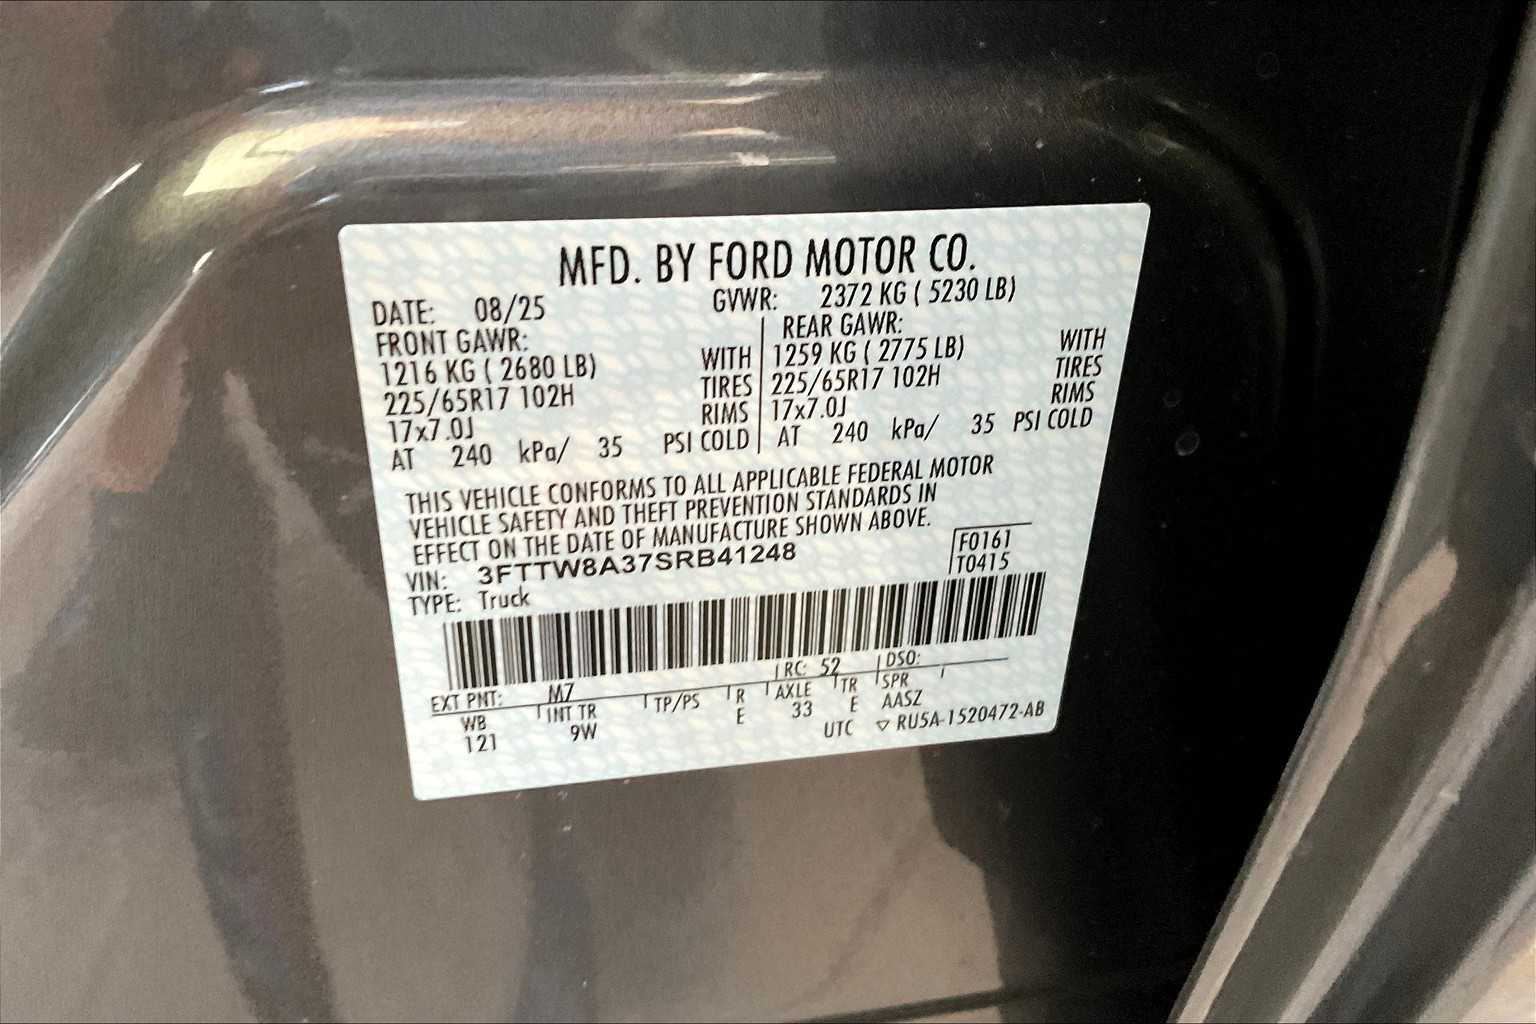 MFD. BY FORD MOTOR CO.
DATE: 08/25 GVWR: 2372 KG ( 5230 LB)
FRONT GAWR: REAR GAWR:
1216 KG ( 2680 LB) WITH 1259 KG ( 2775 LB) WITH
225/65R17 102H TIRES 225/65R17 102H TIRES
17x7.0J RIMS 17x7.0J RIMS
AT 240 kPa/ 35 PSI COLD AT 240 kPa/ 35 PSI COLD
THIS VEHICLE CONFORMS TO ALL APPLICABLE FEDERAL MOTOR
VEHICLE SAFETY AND THEFT PREVENTION STANDARDS IN
EFFECT ON THE DATE OF MANUFACTURE SHOWN ABOVE.
VIN: 3FTTW8A37SRB41248 F0161
TYPE: Truck T0415
EXT PNT: M7 RC: 52 DSO:
WB INT TR TP/PS R AXLE TR SPR
121 9W E 33 E AASZ
UTC ▽ RU5A-1520472-AB